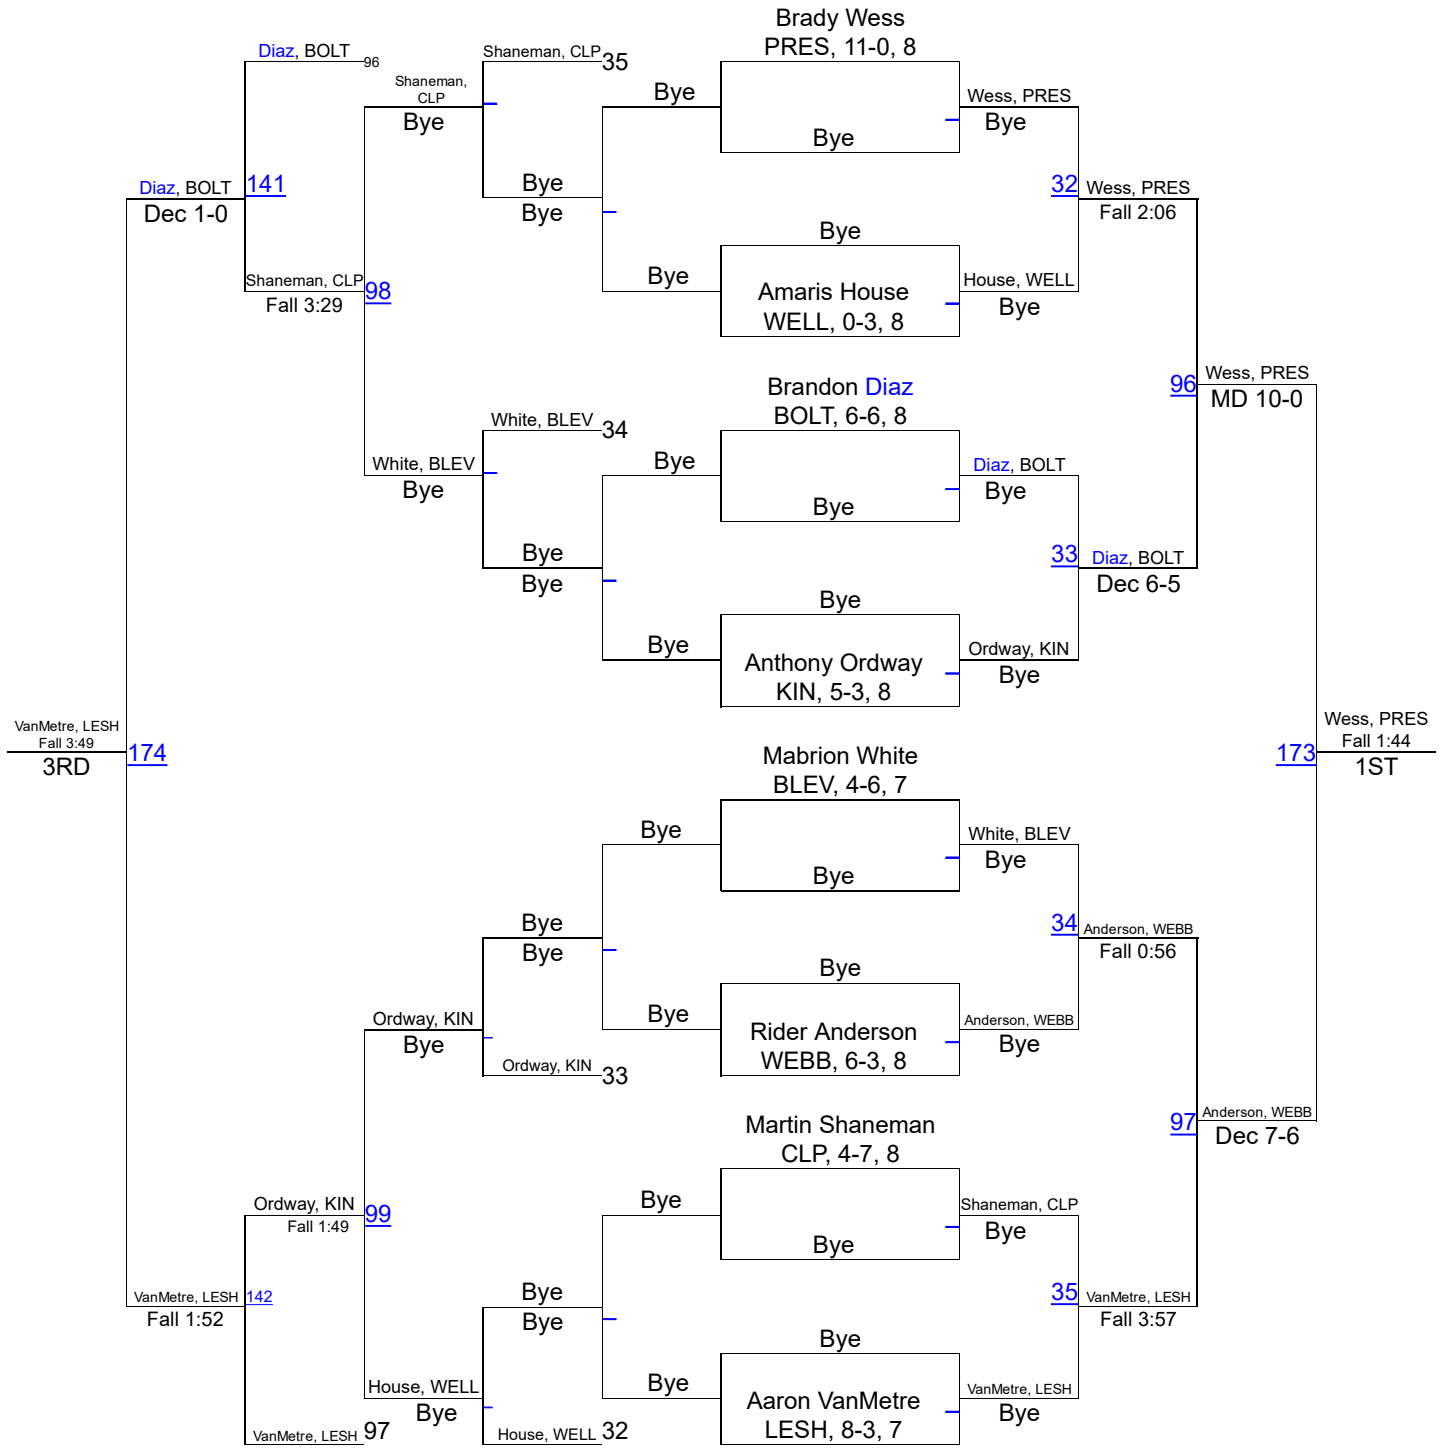 Brady Wess
PRES, 11-0, 8
Diaz, BOLT
96
Shaneman, CLP
35
Shaneman,
CLP
Bye
Bye
Wess, PRES
Bye
Bye
Diaz, BOLT
141
Dec 1-0
Bye
Bye
32
Wess, PRES
Fall 2:06
Bye
Shaneman, CLP
98
Fall 3:29
Bye
Amaris House
WELL, 0-3, 8
House, WELL
Bye
Wess, PRES
96
MD 10-0
Brandon Diaz
BOLT, 6-6, 8
White, BLEV
34
White, BLEV
Bye
Bye
Diaz, BOLT
Bye
Bye
Bye
Bye
33
Diaz, BOLT
Dec 6-5
Bye
Bye
Anthony Ordway
KIN, 5-3, 8
Ordway, KIN
Bye
VanMetre, LESH
Fall 3:49
3RD
174
Wess, PRES
Fall 1:44
1ST
173
Mabrion White
BLEV, 4-6, 7
Bye
White, BLEV
Bye
Bye
Bye
Bye
34
Anderson, WEBB
Fall 0:56
Bye
Ordway, KIN
Bye
Bye
Rider Anderson
WEBB, 6-3, 8
Anderson, WEBB
Bye
Ordway, KIN
33
Martin Shaneman
CLP, 4-7, 8
97
Anderson, WEBB
Dec 7-6
Ordway, KIN
99
Fall 1:49
Bye
Shaneman, CLP
Bye
Bye
VanMetre, LESH
142
Fall 1:52
Bye
Bye
35
VanMetre, LESH
Fall 3:57
Bye
House, WELL
Bye
Bye
Aaron VanMetre
LESH, 8-3, 7
VanMetre, LESH
Bye
VanMetre, LESH
97
House, WELL
32